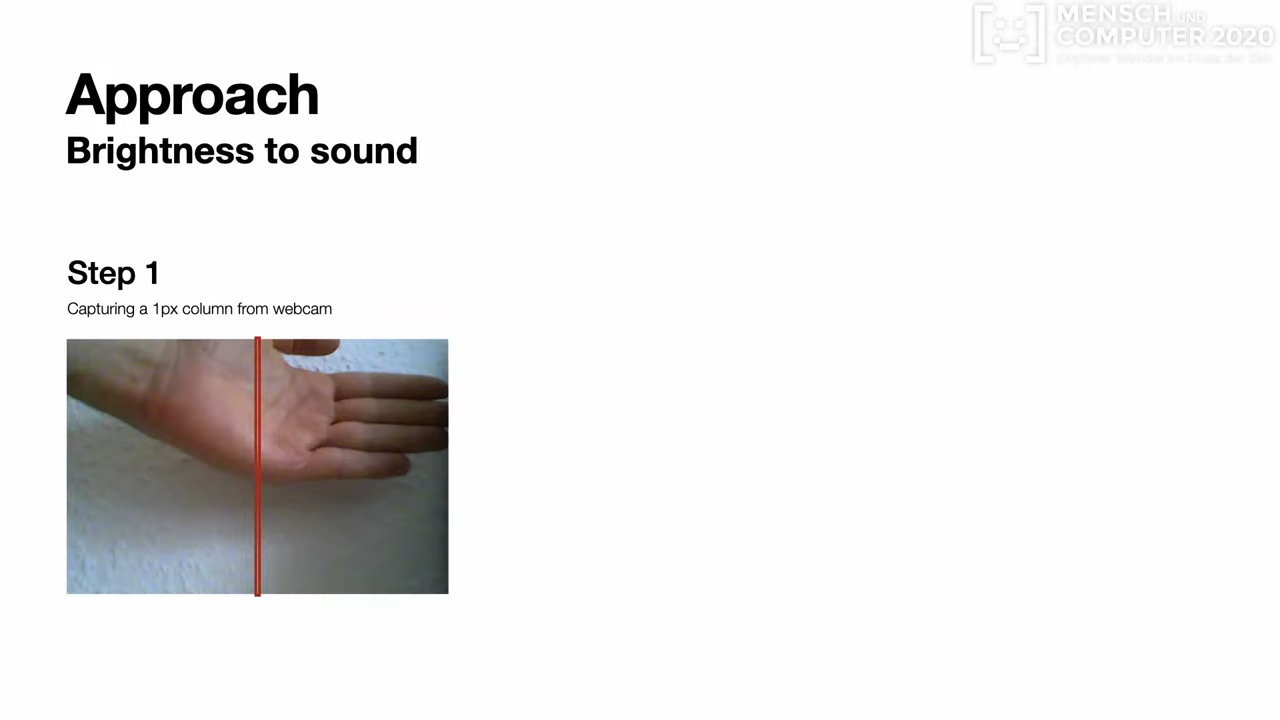 MENSCH UND
COMPUTER 2020
Approach
Brightness to sound
Step 1
Capturing a 1px column from webcam